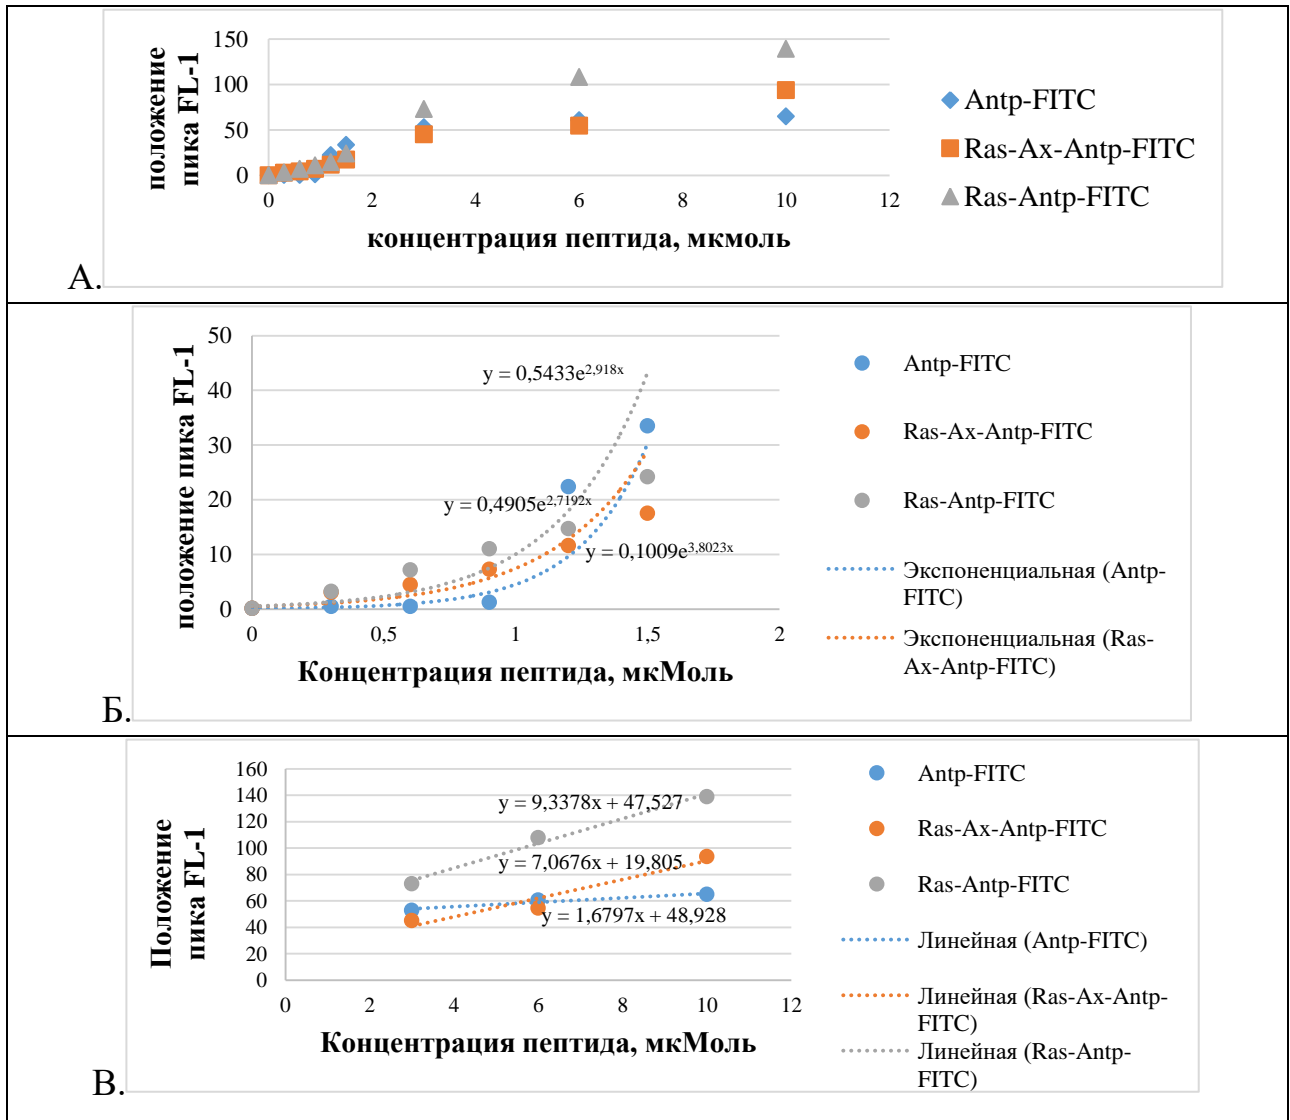 150
100
50
0
0 2 4 6 8 10 12
положение
пика FL-1
концентрация пептида, мкмоль
Antp-FITC
Ras-Ax-Antp-FITC
Ras-Antp-FITC
А.
50
40
30
20
10
0
0 0,5 1 1,5 2
положение пика FL-1
y = 0,5433e^2,918x
y = 0,4905e^2,7192x
y = 0,1009e^3,8023x
Концентрация пептида, мкМоль
Antp-FITC
Ras-Ax-Antp-FITC
Ras-Antp-FITC
Экспоненциальная (Antp-
FITC)
Экспоненциальная (Ras-
Ax-Antp-FITC)
Б.
160
140
120
100
80
60
40
20
0
0 2 4 6 8 10 12
Положение
пика FL-1
y = 9,3378x + 47,527
y = 7,0676x + 19,805
y = 1,6797x + 48,928
Концентрация пептида, мкМоль
Antp-FITC
Ras-Ax-Antp-FITC
Ras-Antp-FITC
Линейная (Antp-FITC)
Линейная (Ras-Ax-Antp-
FITC)
Линейная (Ras-Antp-
FITC)
В.